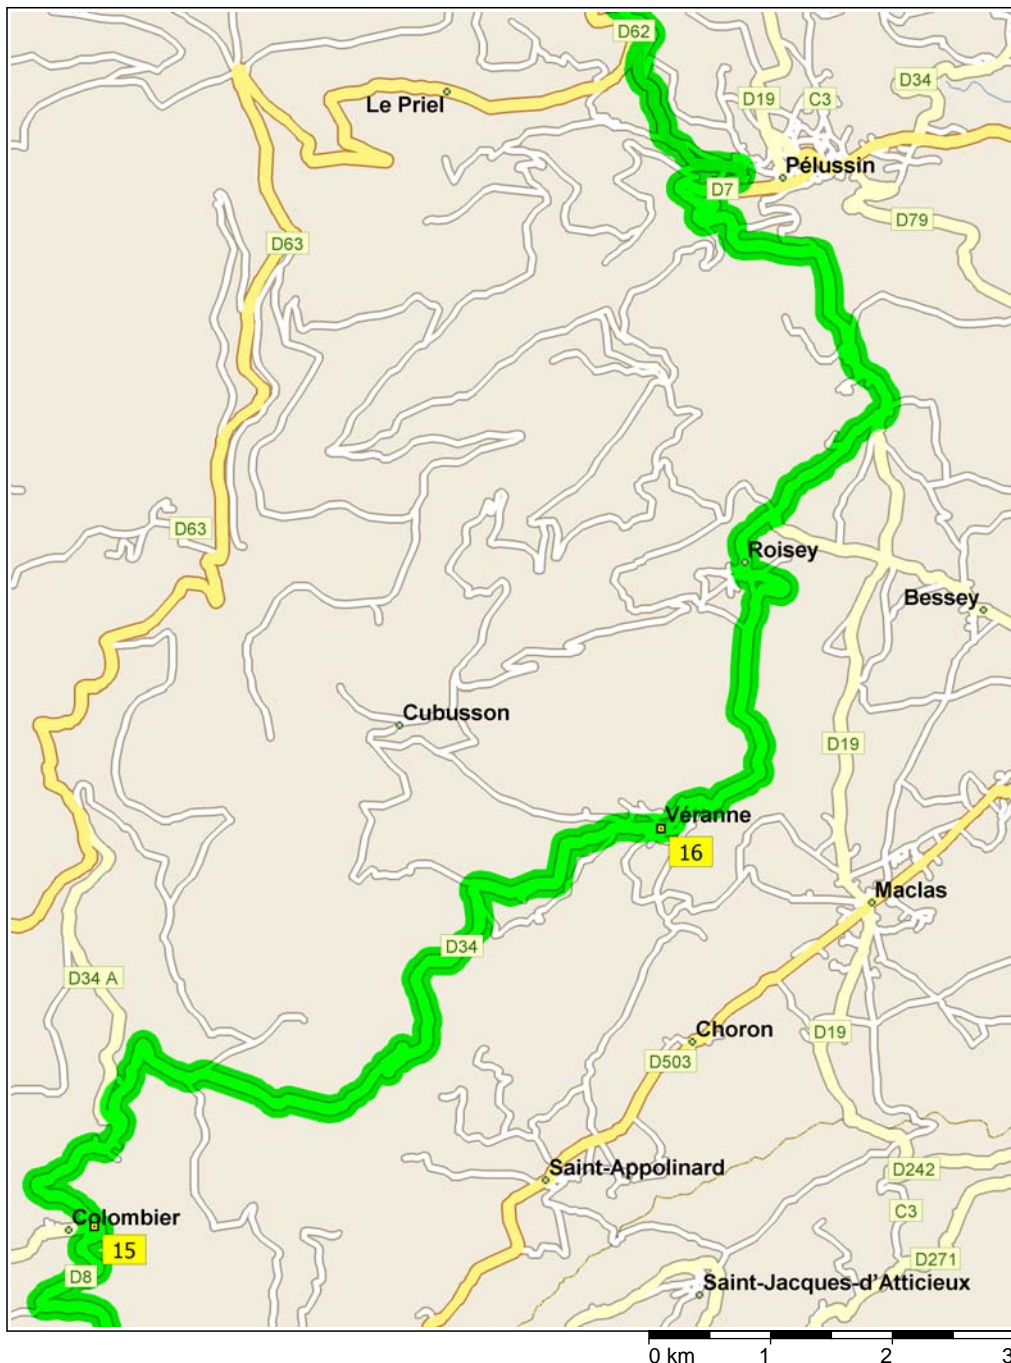 D62
D34
D19
C3
Le Priel
Pélussin
D7
D79
D63
D63
Roisey
Bessey
Cubusson
D19
Véranne
16
Maclas
D34
D34 A
Choron
D19
D503
Saint-Appolinard
D242
C3
Colombier
15
D271
D8
Saint-Jacques-d'Atticieux
0 km 1 2 3